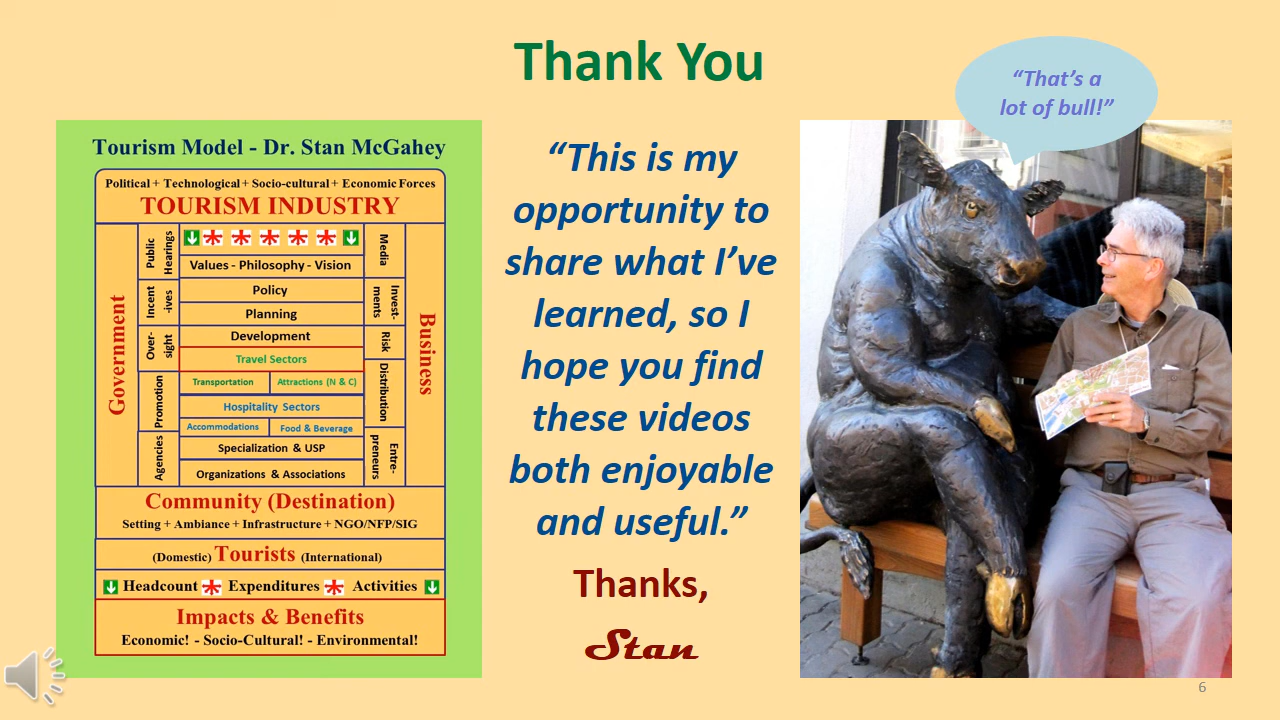 Thank You
“That’s a
lot of bull!”
Tourism Model - Dr. Stan McGahey
Political + Technological + Socio-cultural + Economic Forces
TOURISM INDUSTRY
Government
Public
Hearings
Incent
-ives
Over-
sight
Promotion
Agencies
Values - Philosophy - Vision
Policy
Planning
Development
Travel Sectors
Transportation
Attractions (N & C)
Hospitality Sectors
Accommodations
Food & Beverage
Specialization & USP
Organizations & Associations
Media
Invest-
ments
Risk
Distribution
Entre-
preneurs
Business
Community (Destination)
Setting + Ambiance + Infrastructure + NGO/NFP/SIG
(Domestic) Tourists (International)
Headcount Expenditures Activities
Impacts & Benefits
Economic! - Socio-Cultural! - Environmental!
“This is my
opportunity to
share what I’ve
learned, so I
hope you find
these videos
both enjoyable
and useful.”
Thanks,
Stan
6